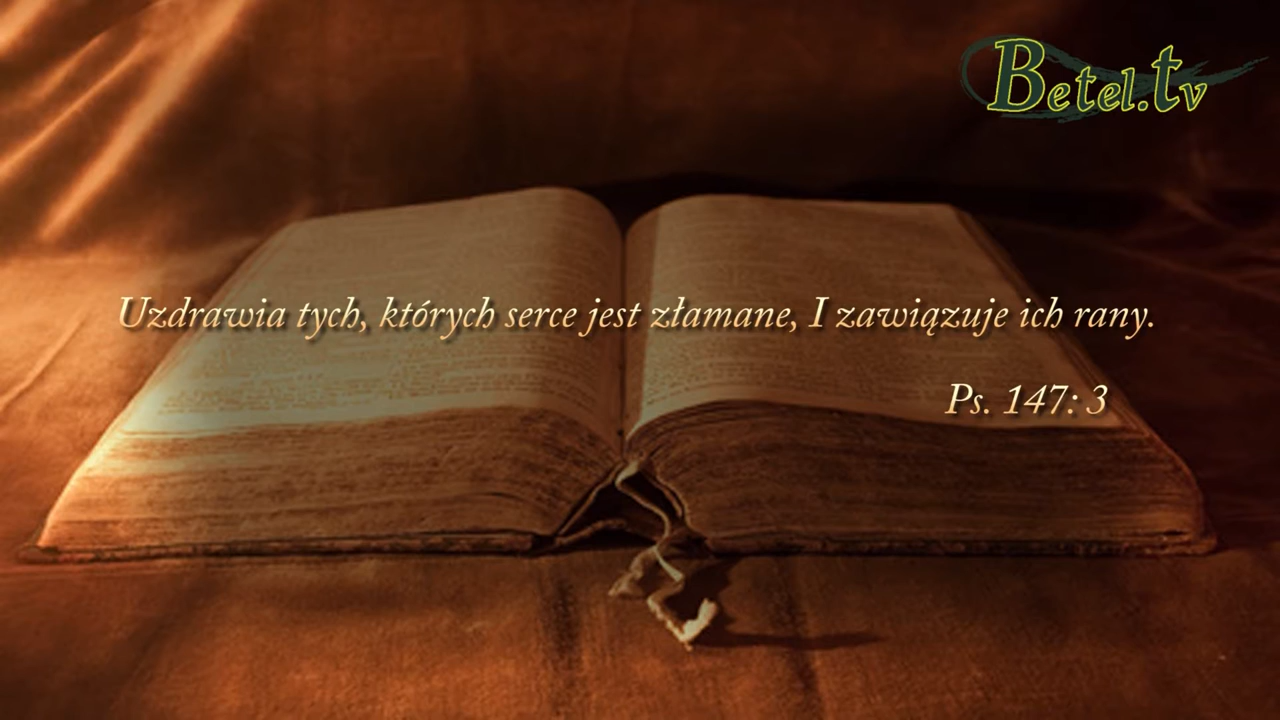 Betel.tv
Uzdrawia tych, których serce jest złamane, I zawiązuje ich rany.
Ps. 147: 3